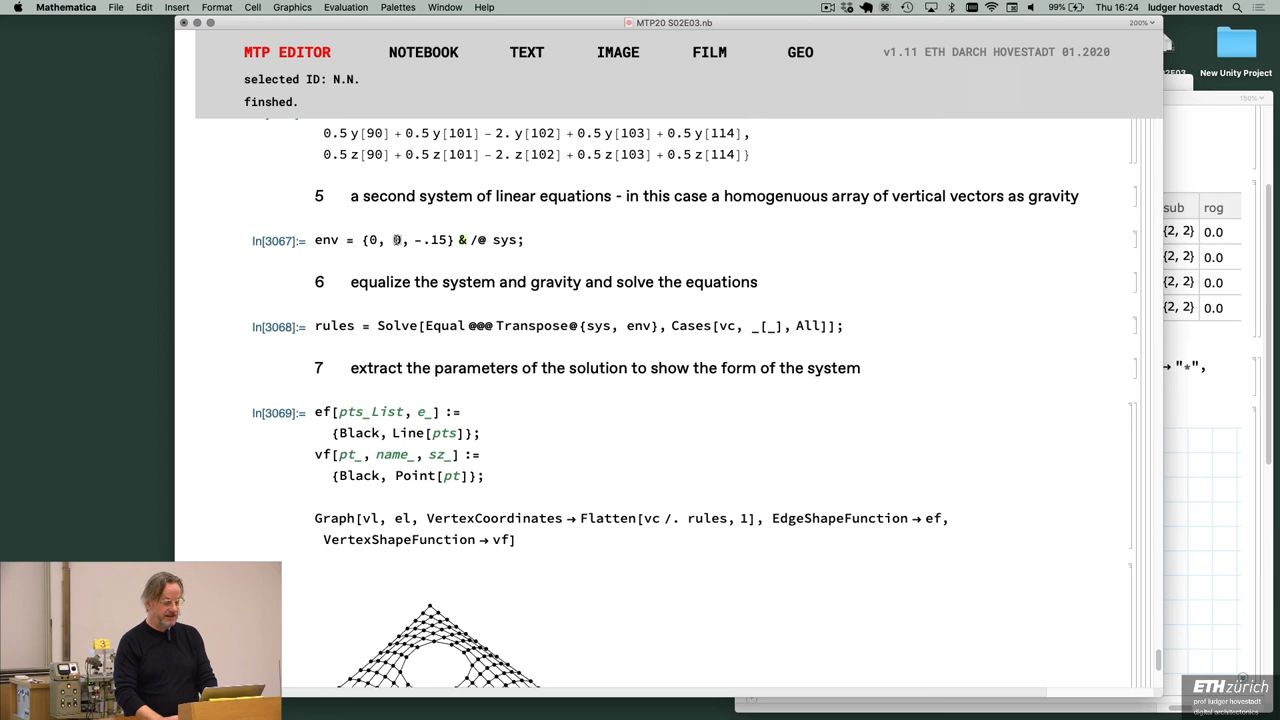 Mathematica File Edit Insert Format Cell Graphics Evaluation Palettes Window Help 99% Thu 16:24 ludger hovestadt
MTP20 S02E03.nb 200%
MTP EDITOR NOTEBOOK TEXT IMAGE FILM GEO v1.11 ETH DARCH HOVESTADT 01.2020
selected ID: N.N.
finshed.
New Unity Project
150%
0.5 y[90] + 0.5 y[101] - 2. y[102] + 0.5 y[103] + 0.5 y[114],
0.5 z[90] + 0.5 z[101] - 2. z[102] + 0.5 z[103] + 0.5 z[114]}
5 a second system of linear equations - in this case a homogenuous array of vertical vectors as gravity
In[3067]:= env = {0, 0, -.15} & /@ sys;
6 equalize the system and gravity and solve the equations
In[3068]:= rules = Solve[Equal @@@ Transpose@{sys, env}, Cases[vc, _[_], All]];
7 extract the parameters of the solution to show the form of the system
In[3069]:= ef[pts_List, e_] :=
{Black, Line[pts]};
vf[pt_, name_, sz_] :=
{Black, Point[pt]};
Graph[vl, el, VertexCoordinates → Flatten[vc /. rules, 1], EdgeShapeFunction → ef,
VertexShapeFunction → vf]
sub rog
{2, 2} 0.0
{2, 2} 0.0
{2, 2} 0.0
{2, 2} 0.0
→ "*",
3
ETHzürich
prof ludger hovestadt
digital architectonics